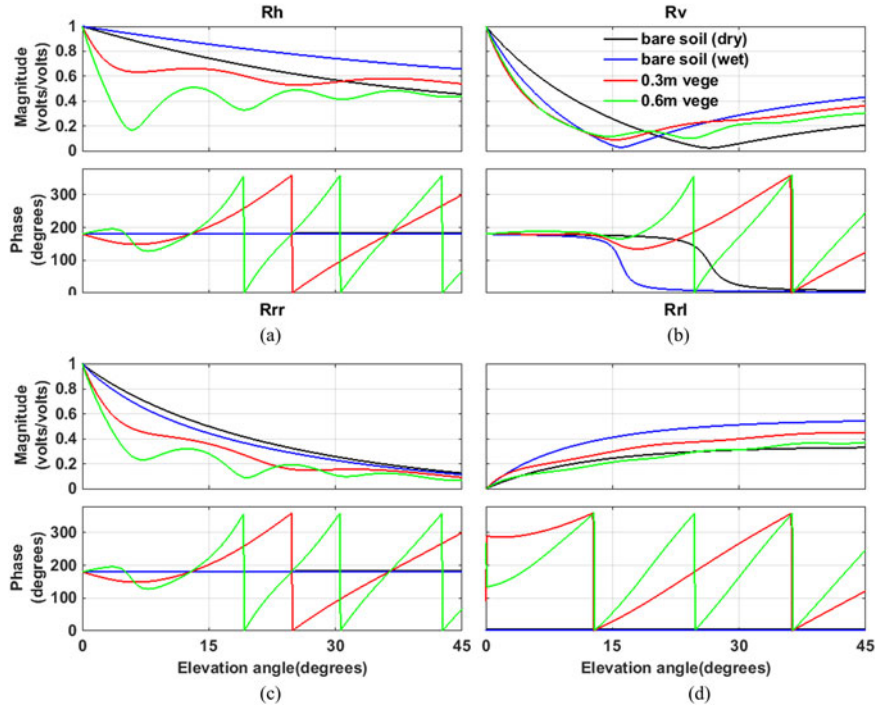 Rh
Rv
1
0.8
0.6
0.4
0.2
0
Magnitude
(volts/volts)
bare soil (dry)
bare soil (wet)
0.3m vege
0.6m vege
300
200
100
0
Phase
(degrees)
Rrr
Rrl
(a)
(b)
1
0.8
0.6
0.4
0.2
0
Magnitude
(volts/volts)
300
200
100
0
Phase
(degrees)
0 15 30 45
0 15 30 45
Elevation angle(degrees)
Elevation angle(degrees)
(c)
(d)